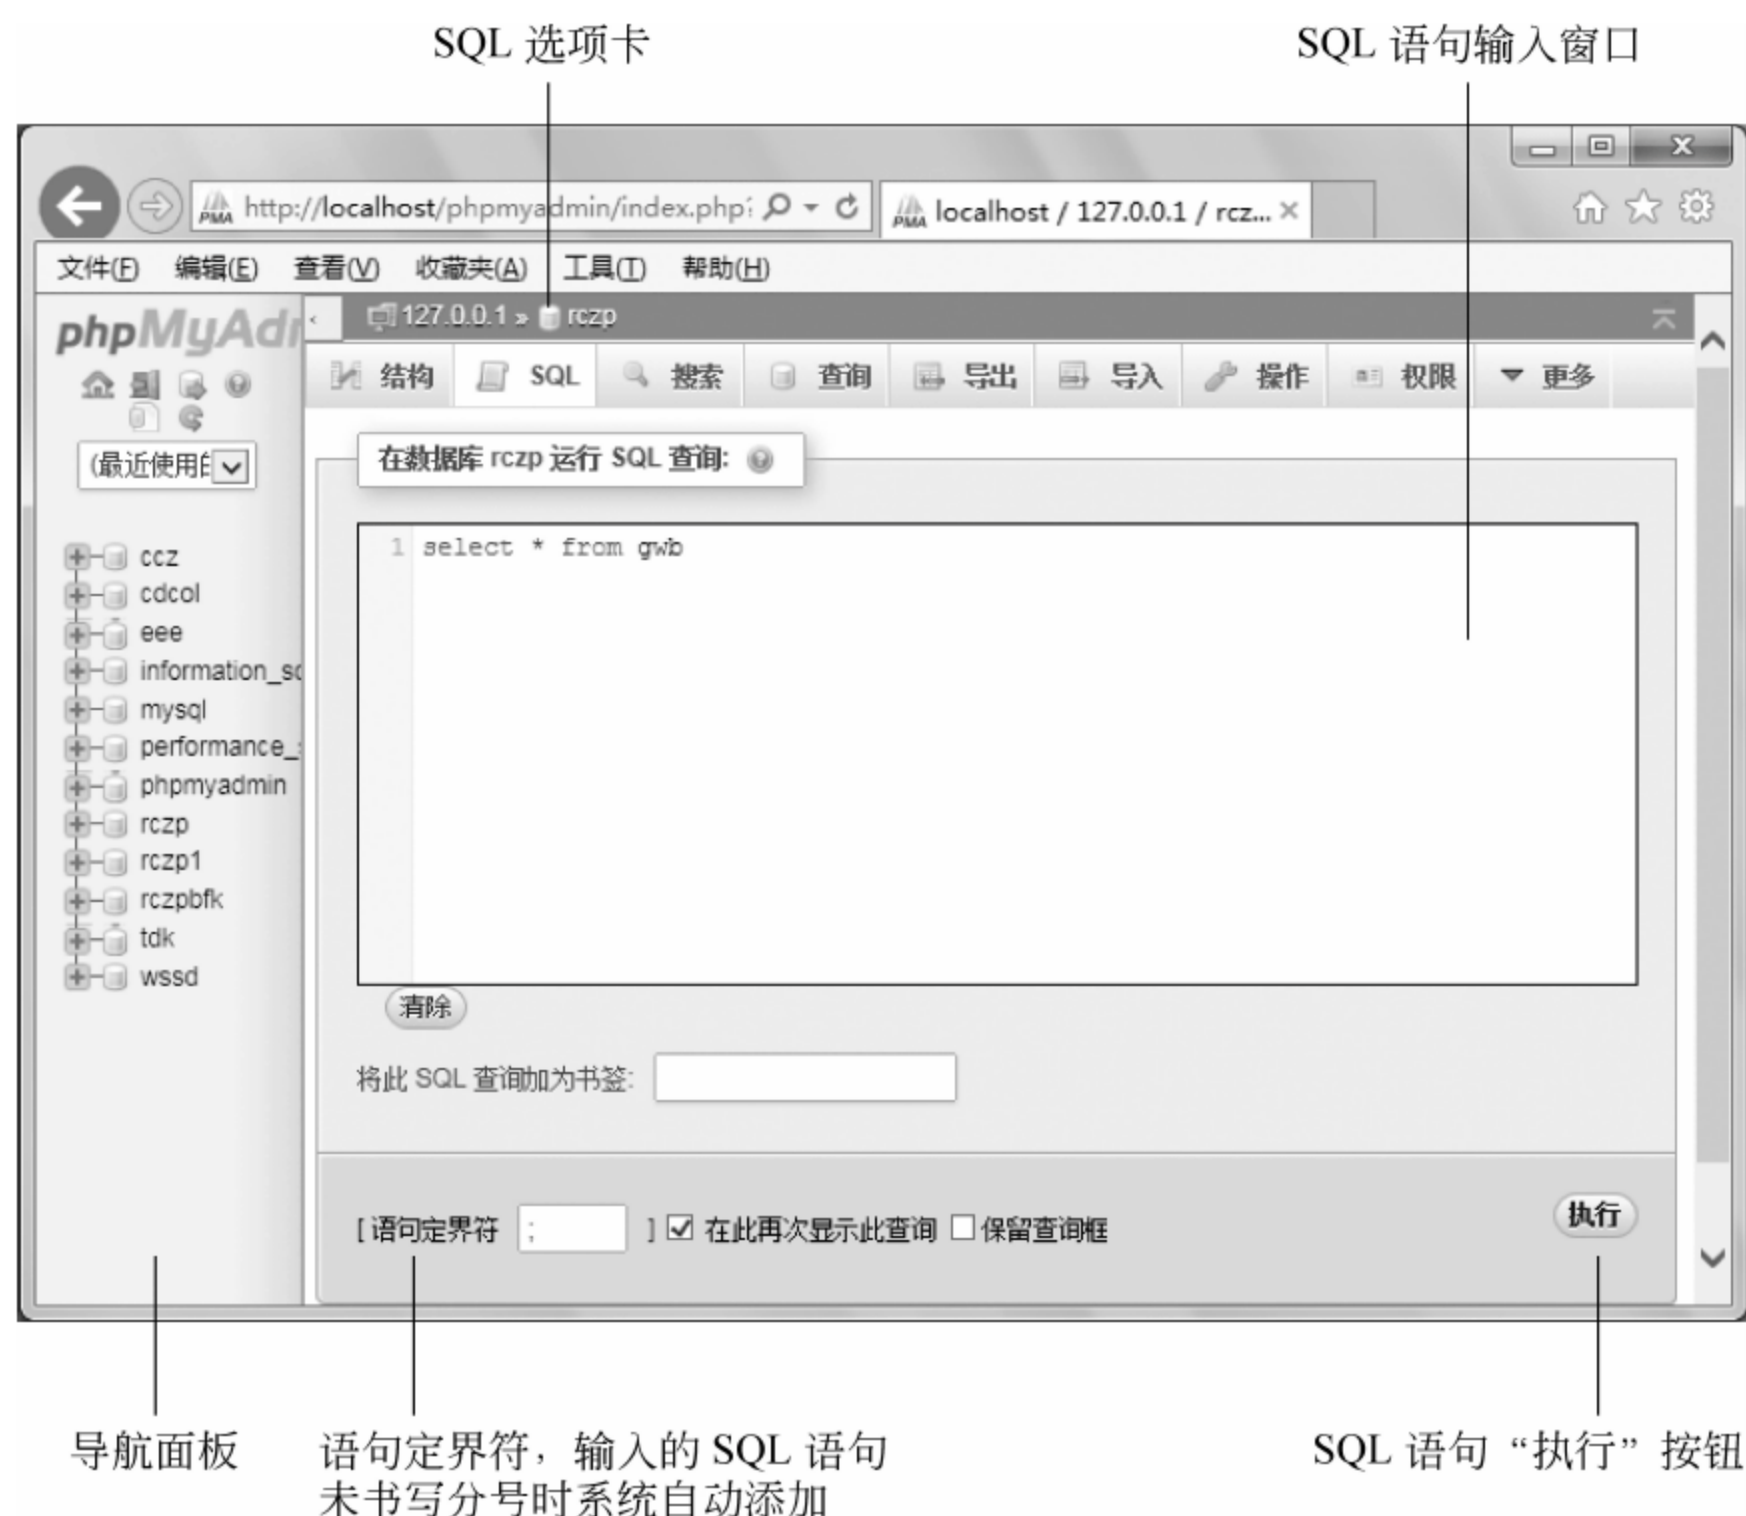 SQL 选项卡
SQL 语句输入窗口
http://localhost/phpmyadmin/index.php?
PMA
localhost / 127.0.0.1 / rcz...
PMA
文件(F) 编辑(E) 查看(V) 收藏夹(A) 工具(T) 帮助(H)
phpMyAdm
127.0.0.1 » rczp
结构 SQL 搜索 查询 导出 导入 操作 权限 更多
(最近使用的
在数据库 rczp 运行 SQL 查询:
1 select * from gwb
ccz
cdcol
eee
information_sc
mysql
performance_s
phpmyadmin
rczp
rczp1
rczpbfk
tdk
wssd
清除
将此 SQL 查询加为书签:
[ 语句定界符 ; ] 在此再次显示此查询 保留查询框
执行
导航面板
语句定界符，输入的 SQL 语句
未书写分号时系统自动添加
SQL 语句“执行”按钮